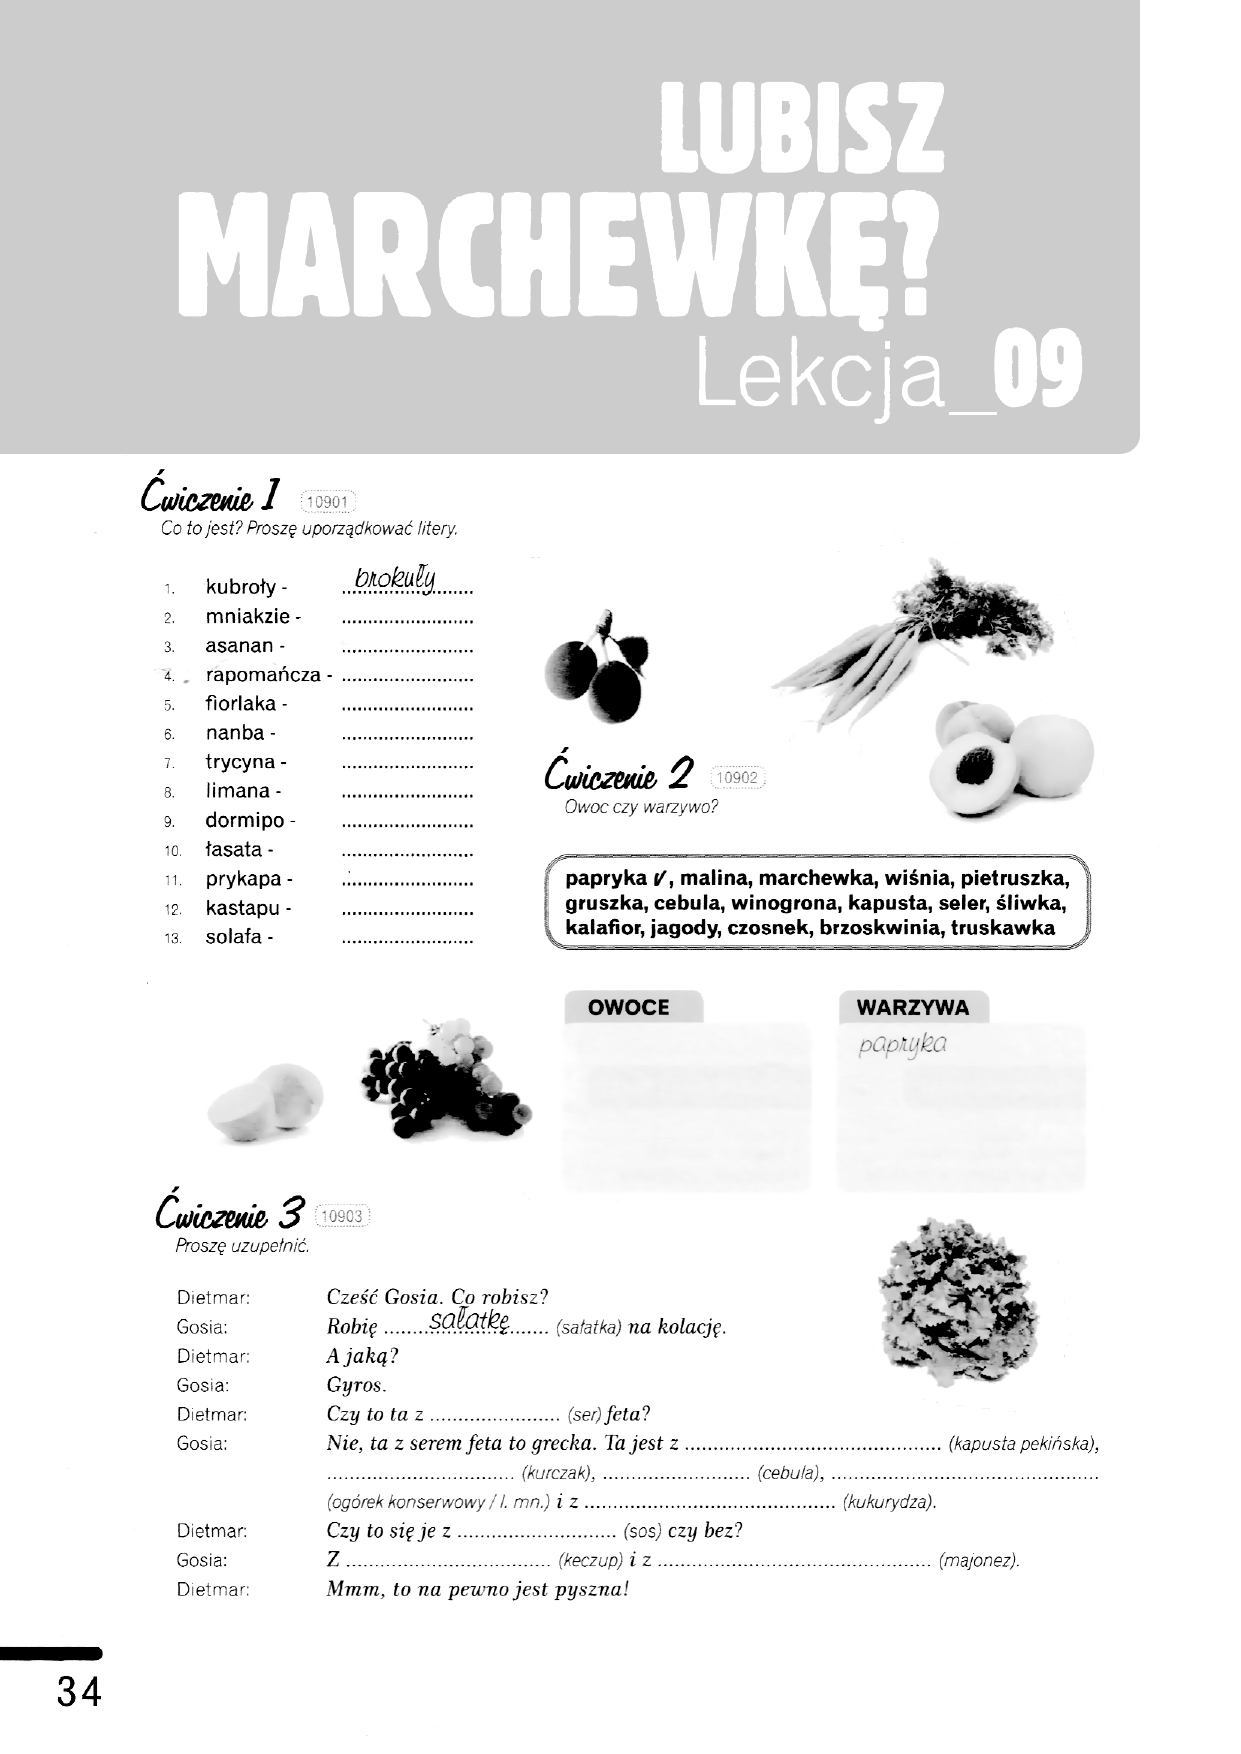 LUBISZ
MARCHEWKĘ?
Lekcja_09
Ćwiczenie 1 10901
Co to jest? Proszę uporządkować litery.
1. kubroły - brokuły
2. mniakzie - ........................
3. asanan - ........................
4. rapomańcza - ........................
5. fiorlaka - ........................
6. nanba - ........................
7. trycyna - ........................
8. limana - ........................
9. dormipo - ........................
10. łasata - ........................
11. prykapa - ........................
12. kastapu - ........................
13. solafa - ........................
Ćwiczenie 2 10902
Owoc czy warzywo?
papryka ✓, malina, marchewka, wiśnia, pietruszka,
gruszka, cebula, winogrona, kapusta, seler, śliwka,
kalafior, jagody, czosnek, brzoskwinia, truskawka
OWOCE WARZYWA
papryka
Ćwiczenie 3 10903
Proszę uzupełnić.
Dietmar: Cześć Gosia. Co robisz?
Gosia: Robię ........sałatkę....... (sałatka) na kolację.
Dietmar: A jaką?
Gosia: Gyros.
Dietmar: Czy to ta z ....................... (ser) feta?
Gosia: Nie, ta z serem feta to grecka. Ta jest z ............................................. (kapusta pekińska),
................................. (kurczak), .......................... (cebula), ...............................................
(ogórek konserwowy / l. mn.) i z ............................................ (kukurydza).
Dietmar: Czy to się je z ............................ (sos) czy bez?
Gosia: Z .................................... (keczup) i z ................................................ (majonez).
Dietmar: Mmm, to na pewno jest pyszna!
34